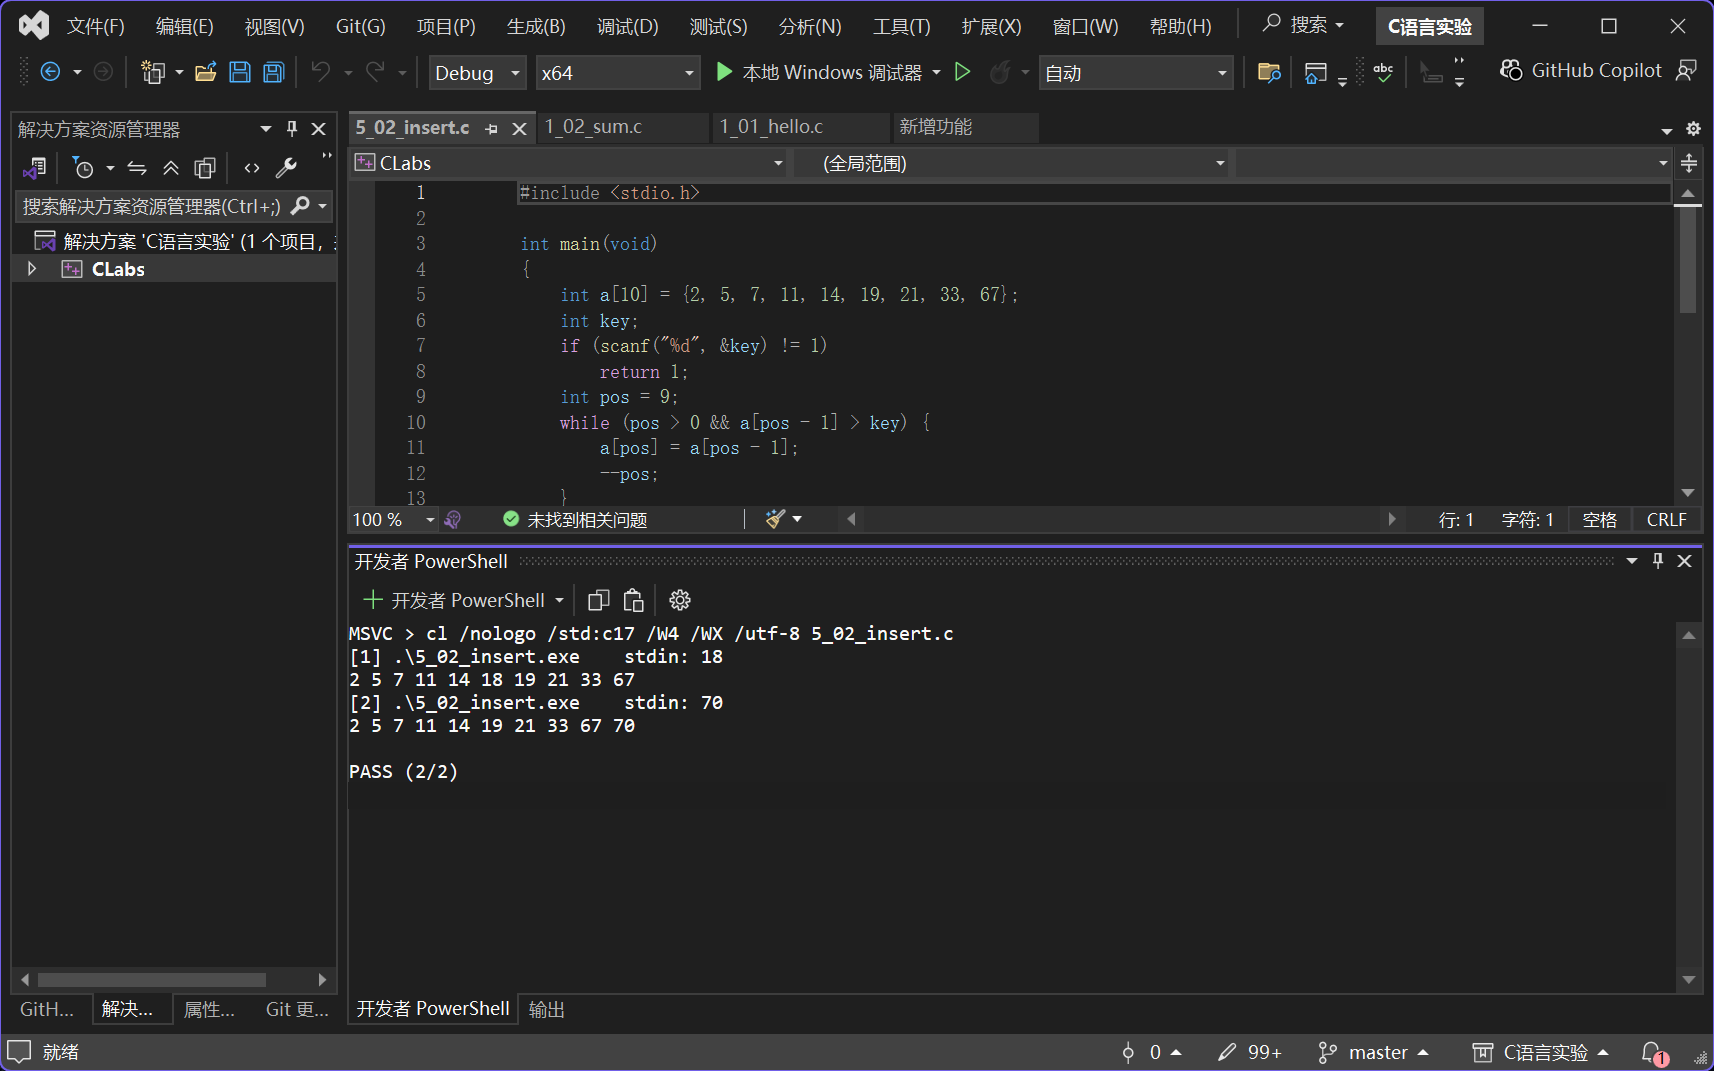 文件(F) 编辑(E) 视图(V) Git(G) 项目(P) 生成(B) 调试(D) 测试(S) 分析(N) 工具(T) 扩展(X) 窗口(W) 帮助(H) 搜索 C语言实验
Debug x64 本地 Windows 调试器 自动 abc GitHub Copilot
解决方案资源管理器
搜索解决方案资源管理器(Ctrl+;)
解决方案 'C语言实验' (1 个项目,
CLabs
5_02_insert.c 1_02_sum.c 1_01_hello.c 新增功能
CLabs (全局范围)
1 #include <stdio.h>
2
3 int main(void)
4 {
5 int a[10] = {2, 5, 7, 11, 14, 19, 21, 33, 67};
6 int key;
7 if (scanf("%d", &key) != 1)
8 return 1;
9 int pos = 9;
10 while (pos > 0 && a[pos - 1] > key) {
11 a[pos] = a[pos - 1];
12 --pos;
13 }
100 % 未找到相关问题 行: 1 字符: 1 空格 CRLF
开发者 PowerShell
开发者 PowerShell
MSVC > cl /nologo /std:c17 /W4 /WX /utf-8 5_02_insert.c
[1] .\5_02_insert.exe stdin: 18
2 5 7 11 14 18 19 21 33 67
[2] .\5_02_insert.exe stdin: 70
2 5 7 11 14 19 21 33 67 70
PASS (2/2)
GitH... 解决... 属性... Git 更...
开发者 PowerShell 输出
就绪 0 99+ master C语言实验 1